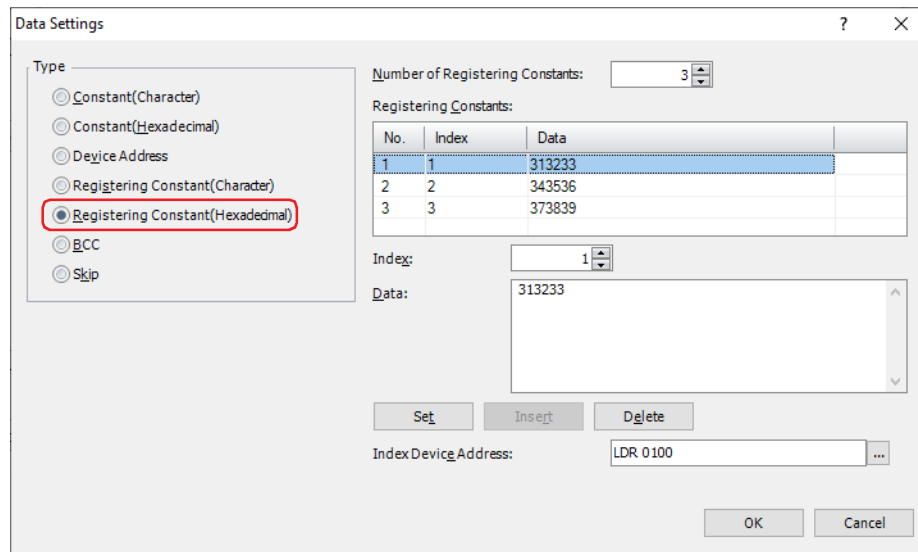 Data Settings ? X
Type
Constant(Character)
Constant(Hexadecimal)
Device Address
Registering Constant(Character)
Registering Constant(Hexadecimal)
BCC
Skip
Number of Registering Constants: 3
Registering Constants:
No. Index Data
1 1 313233
2 2 343536
3 3 373839
Index: 1
Data: 313233
Set Insert Delete
Index Device Address: LDR 0100 ...
OK Cancel